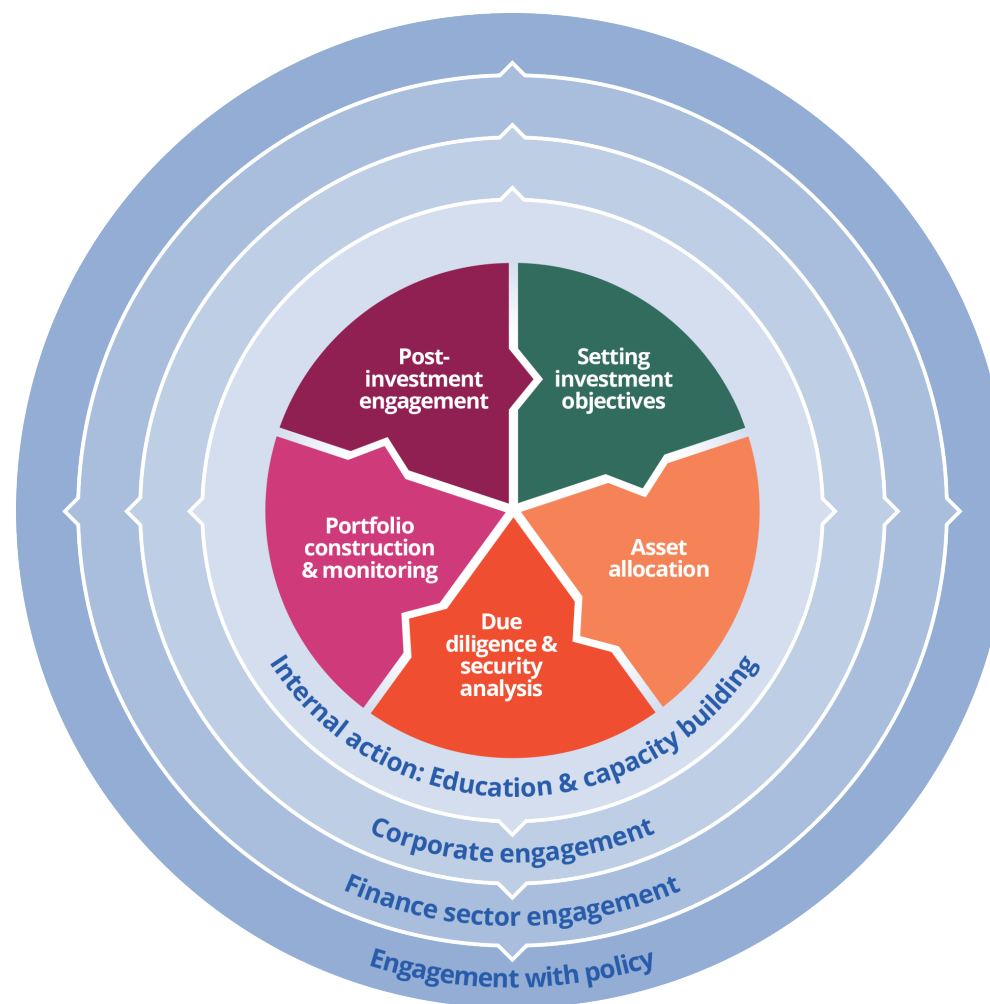 Post-
investment
engagement
Setting
investment
objectives
Portfolio
construction
& monitoring
Asset
allocation
Due
diligence &
security
analysis
Internal action: Education & capacity building
Corporate engagement
Finance sector engagement
Engagement with policy